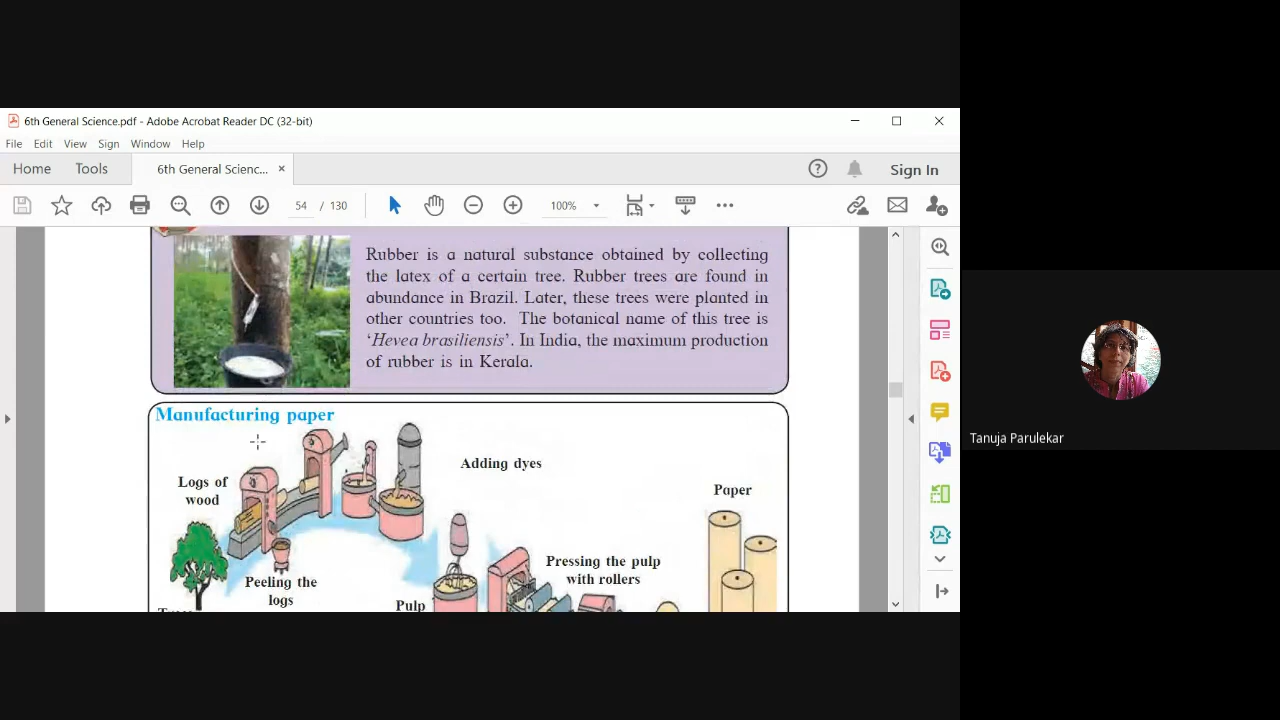 6th General Science.pdf - Adobe Acrobat Reader DC (32-bit)
File Edit View Sign Window Help
Home Tools 6th General Scienc... × Sign In
54 / 130 100%
Rubber is a natural substance obtained by collecting
the latex of a certain tree. Rubber trees are found in
abundance in Brazil. Later, these trees were planted in
other countries too. The botanical name of this tree is
‘Hevea brasiliensis’. In India, the maximum production
of rubber is in Kerala.
Manufacturing paper
Adding dyes
Logs of
wood
Paper
Pressing the pulp
with rollers
Peeling the
logs
Pulp
Tanuja Parulekar